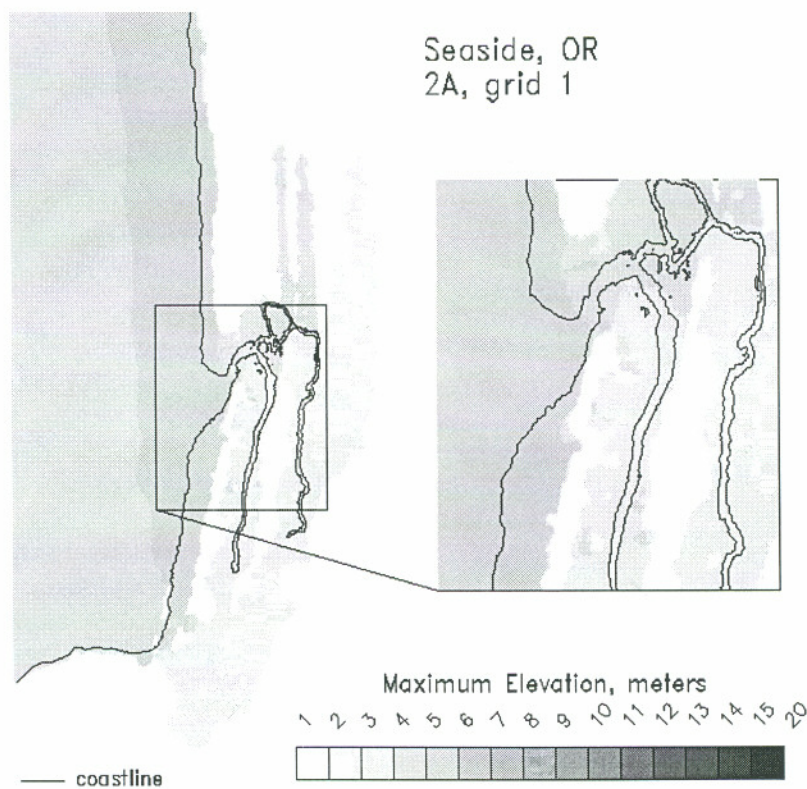 Seaside, OR
2A, grid 1
Maximum Elevation, meters
1 2 3 4 5 6 7 8 9 10 11 12 13 14 15 20
coastline